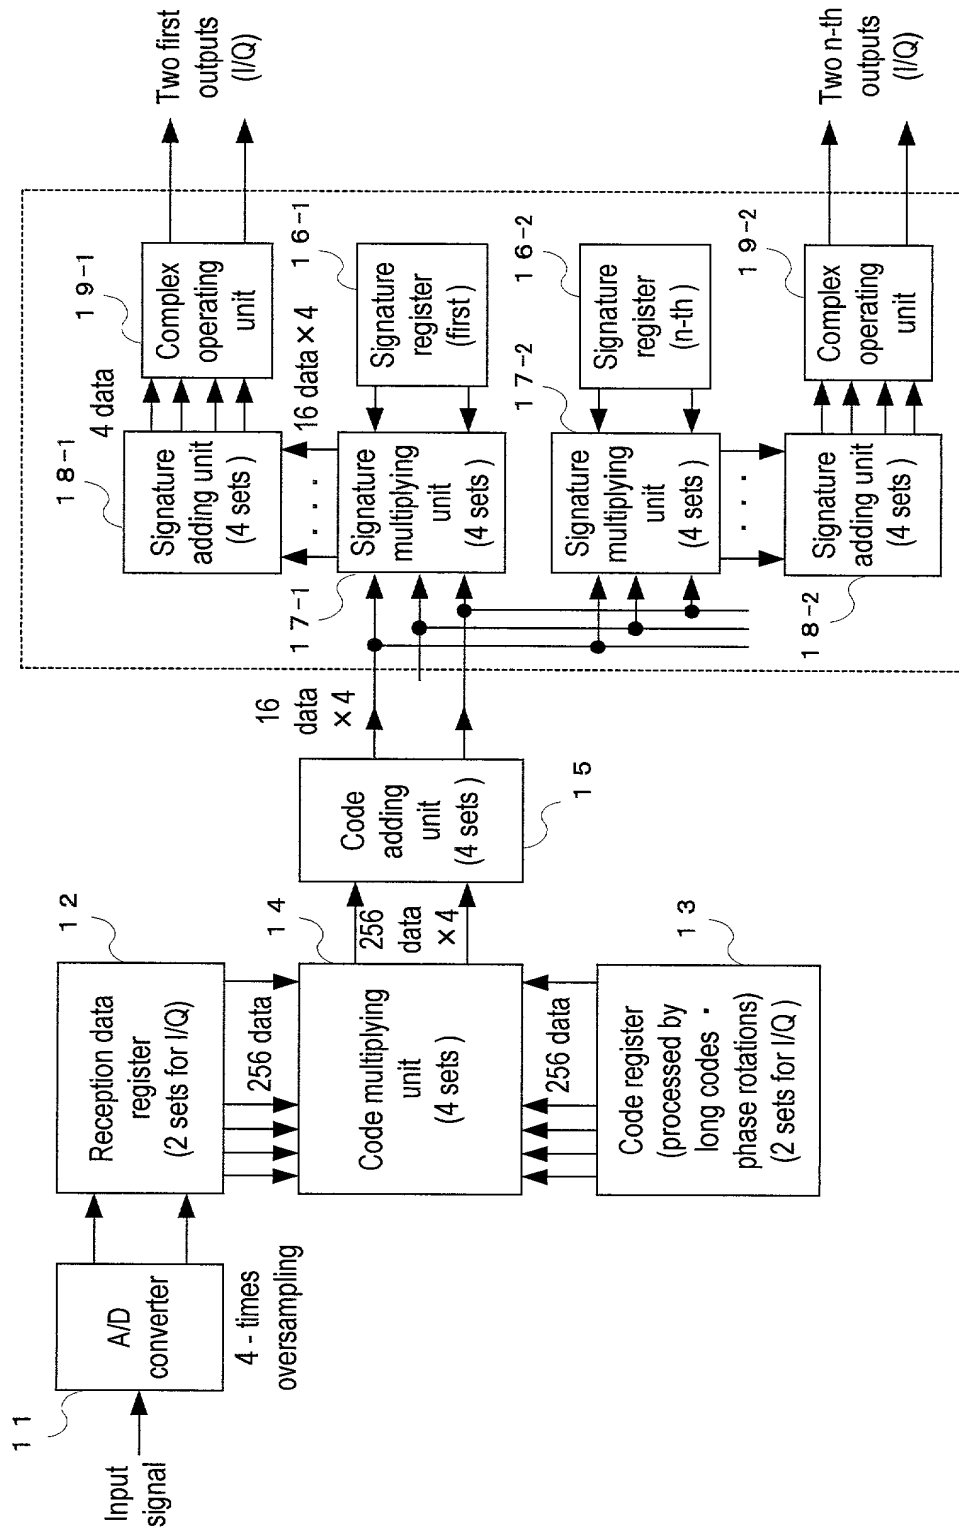 Input
signal
1 1
A/D
converter
4 - times
oversampling
1 2
Reception data
register
(2 sets for I/Q)
256 data
1 4
Code multiplying
unit
(4 sets)
256 data
1 3
Code register
(processed by
long codes ・
phase rotations)
(2 sets for I/Q)
256
data
×4
Code
adding
unit
(4 sets)
1 5
16
data
×4
1 8-1
Signature
adding unit
(4 sets)
4 data
1 9-1
Complex
operating
unit
Two first
outputs
(I/Q)
1 7-1
Signature
multiplying
unit
(4 sets)
16 data×4
1 6-1
Signature
register
(first)
1 7-2
Signature
multiplying
unit
(4 sets)
1 6-2
Signature
register
(n-th)
1 8-2
Signature
adding unit
(4 sets)
1 9-2
Complex
operating
unit
Two n-th
outputs
(I/Q)